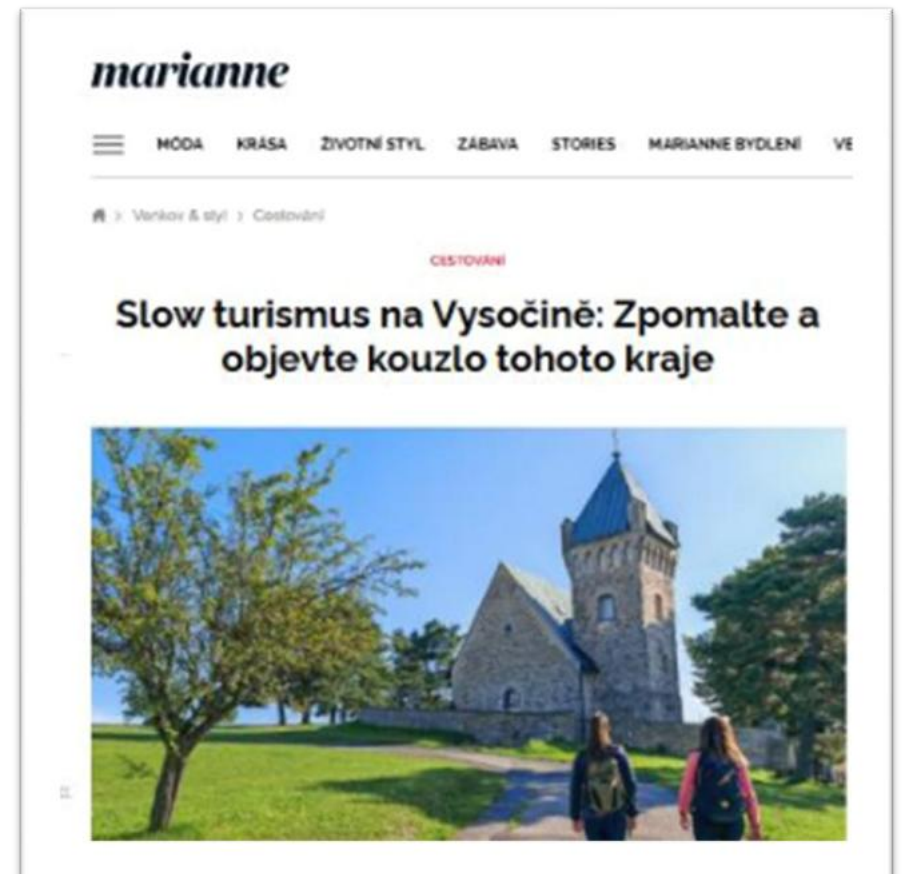 marianne
MÓDA KRÁSA ŽIVOTNÍ STYL ZÁBAVA STORIES MARIANNE BYDLENÍ VE
Venkov & styl > Cestování
CESTOVÁNÍ
Slow turismus na Vysočině: Zpomalte a
objevte kouzlo tohoto kraje